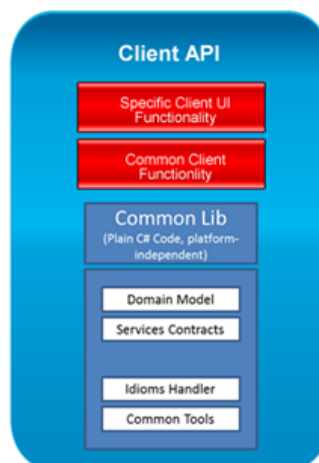 Client API
Specific Client UI
Functionality
Common Client
Functionlity
Common Lib
(Plain C# Code, platform-
independent)
Domain Model
Services Contracts
Idioms Handler
Common Tools